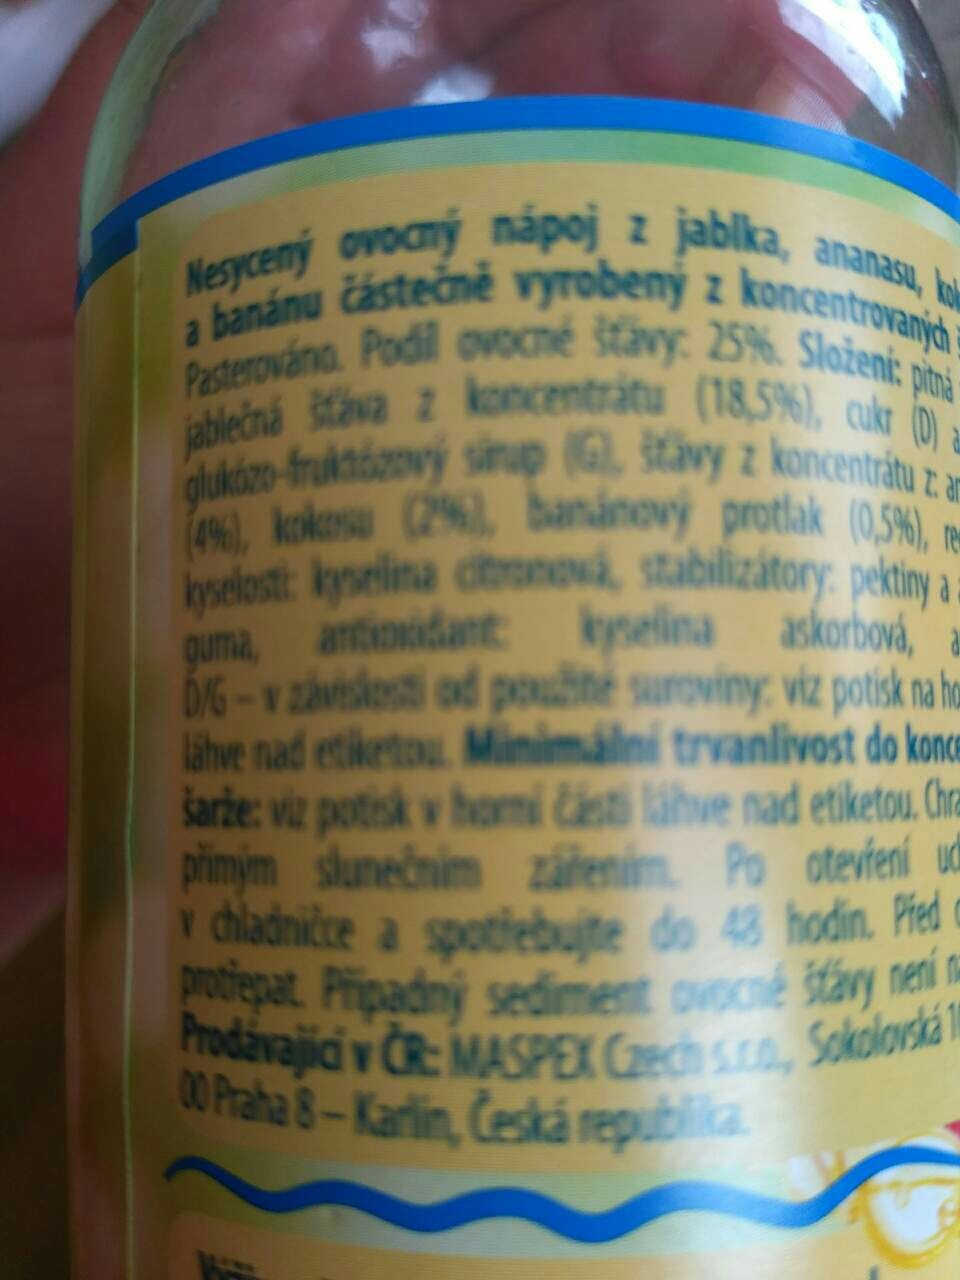 Nesycený ovocný nápoj z jablka, ananasu,
a banánu částečně vyrobený z koncentrovaných
Pasterováno. Podíl ovocné šťávy: 25%. Složení: pitná
jablečná šťáva z koncentrátu (18,5%), cukr (D) a
glukózo-fruktózový sirup (G), šťávy z koncentrátu z:
(4%), kokosu (2%), banánový protlak (0,5%),
kyselosti: kyselina citronová, stabilizátory: pektiny a
guma, antioxidant: kyselina askorbová,
D/G – v závislosti od použité suroviny: viz potisk na
láhve nad etiketou. Minimální trvanlivost do
šarže: viz potisk v horní části láhve nad etiketou.
přímým slunečním zářením. Po otevření
v chladničce a spotřebujte do 48 hodin. Před
protřepat. Případný sediment ovocné šťávy není
Prodávající v ČR: MASPEX Czech s.r.o., Sokolovská
00 Praha 8 – Karlín, Česká republika.